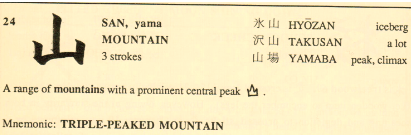 24 山 SAN, yama 氷山 HYŌZAN iceberg
MOUNTAIN 沢山 TAKUSAN a lot
3 strokes 山場 YAMABA peak, climax
A range of mountains with a prominent central peak .
Mnemonic: TRIPLE-PEAKED MOUNTAIN